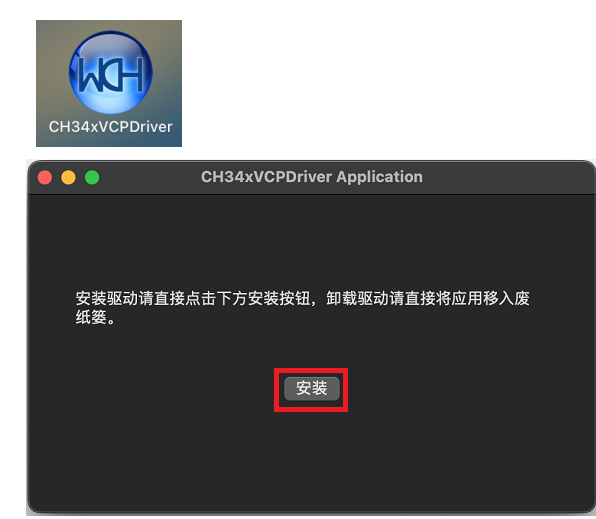 WCH
CH34xVCPDriver
CH34xVCPDriver Application
安装驱动请直接点击下方安装按钮，卸载驱动请直接将应用移入废
纸篓。
安装